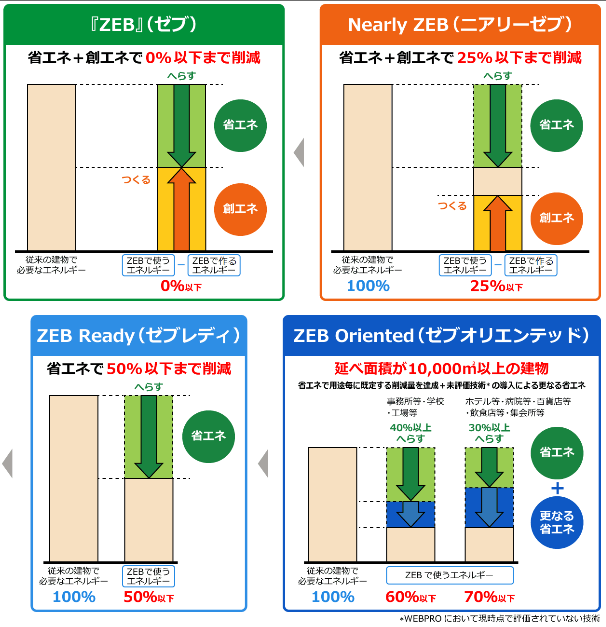 『ZEB』(ゼブ)
省エネ+創エネで 0% 以下まで削減
へらす
省エネ
つくる
創エネ
従来の建物で
必要なエネルギー
ZEBで使う
エネルギー
−
ZEBで作る
エネルギー
0%以下
Nearly ZEB(ニアリーゼブ)
省エネ+創エネで 25% 以下まで削減
へらす
省エネ
つくる
創エネ
従来の建物で
必要なエネルギー
100%
ZEBで使う
エネルギー
−
ZEBで作る
エネルギー
25%以下
ZEB Ready(ゼブレディ)
省エネで 50% 以下まで削減
へらす
省エネ
従来の建物で
必要なエネルギー
100%
ZEBで使う
エネルギー
50%以下
ZEB Oriented(ゼブオリエンテッド)
延べ面積が10,000㎡以上の建物
省エネで用途毎に既定する削減量を達成+未評価技術*の導入による更なる省エネ
事務所等・学校
・工場等
40%以上
へらす
ホテル等・病院等・百貨店等
・飲食店等・集会所等
30%以上
へらす
省エネ
+
更なる
省エネ
従来の建物で
必要なエネルギー
100%
ZEBで使うエネルギー
60%以下
70%以下
*WEBPROにおいて現時点で評価されていない技術